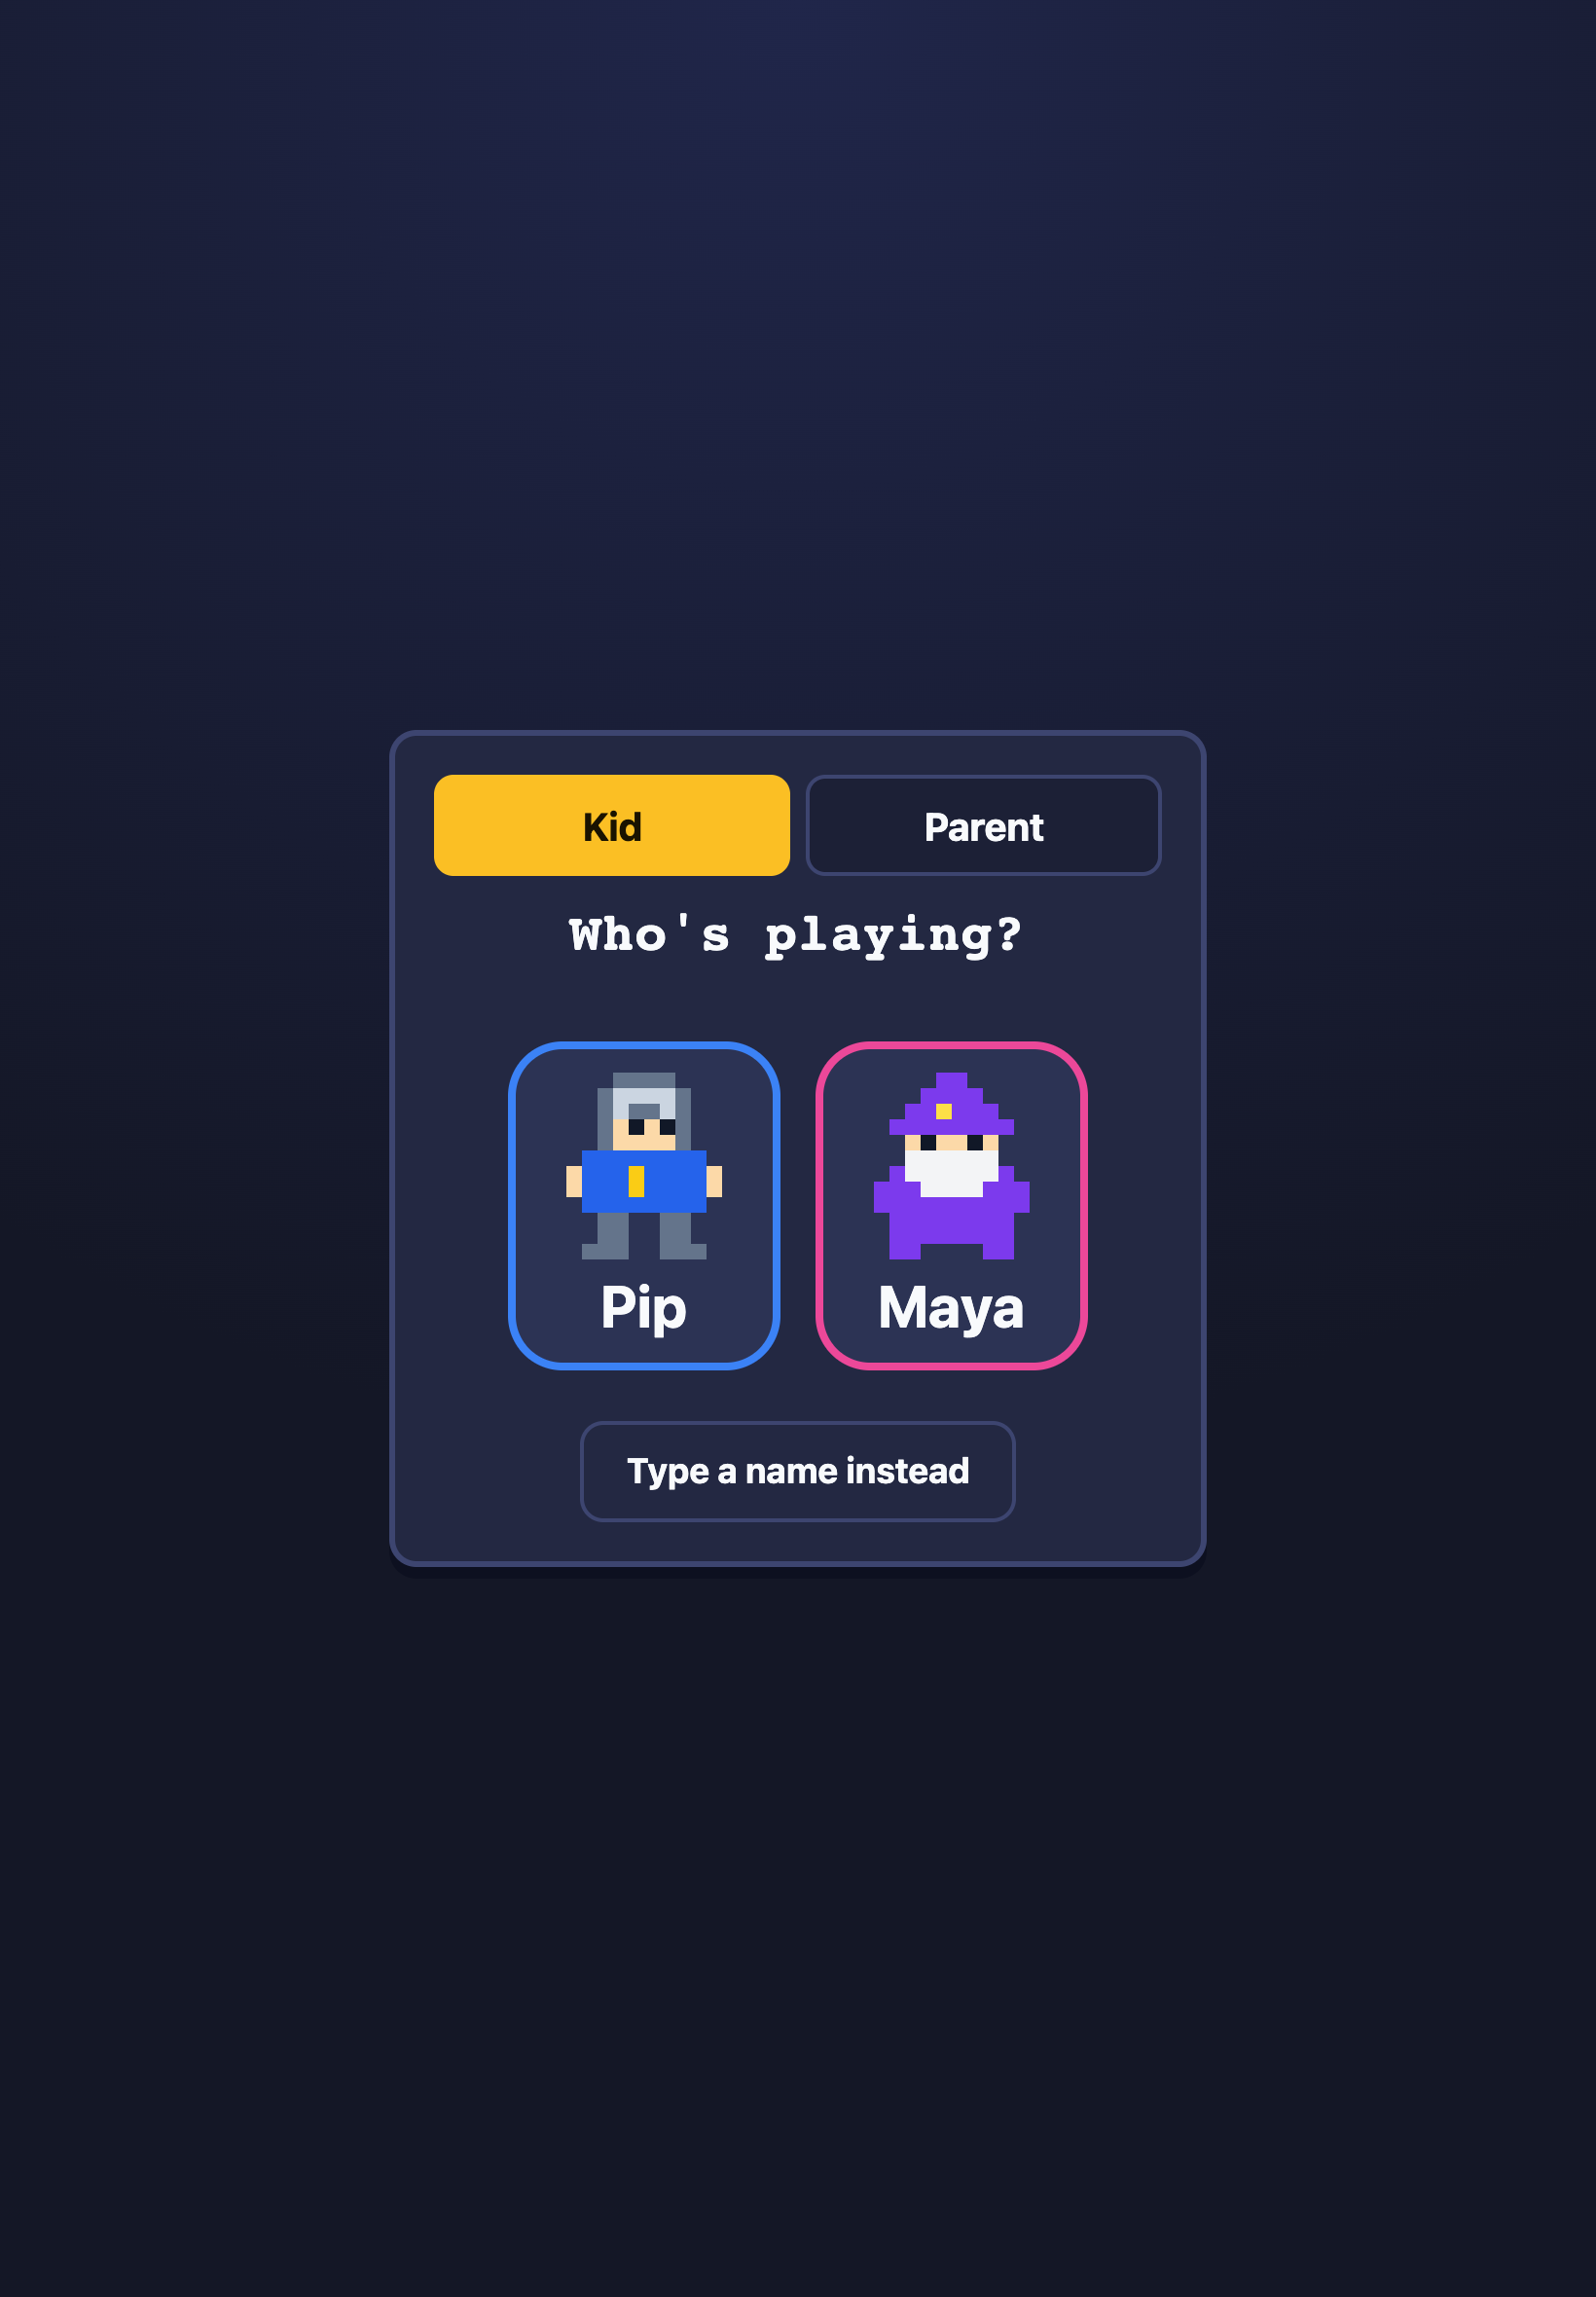 Kid
Parent
Who's playing?
Pip
Maya
Type a name instead